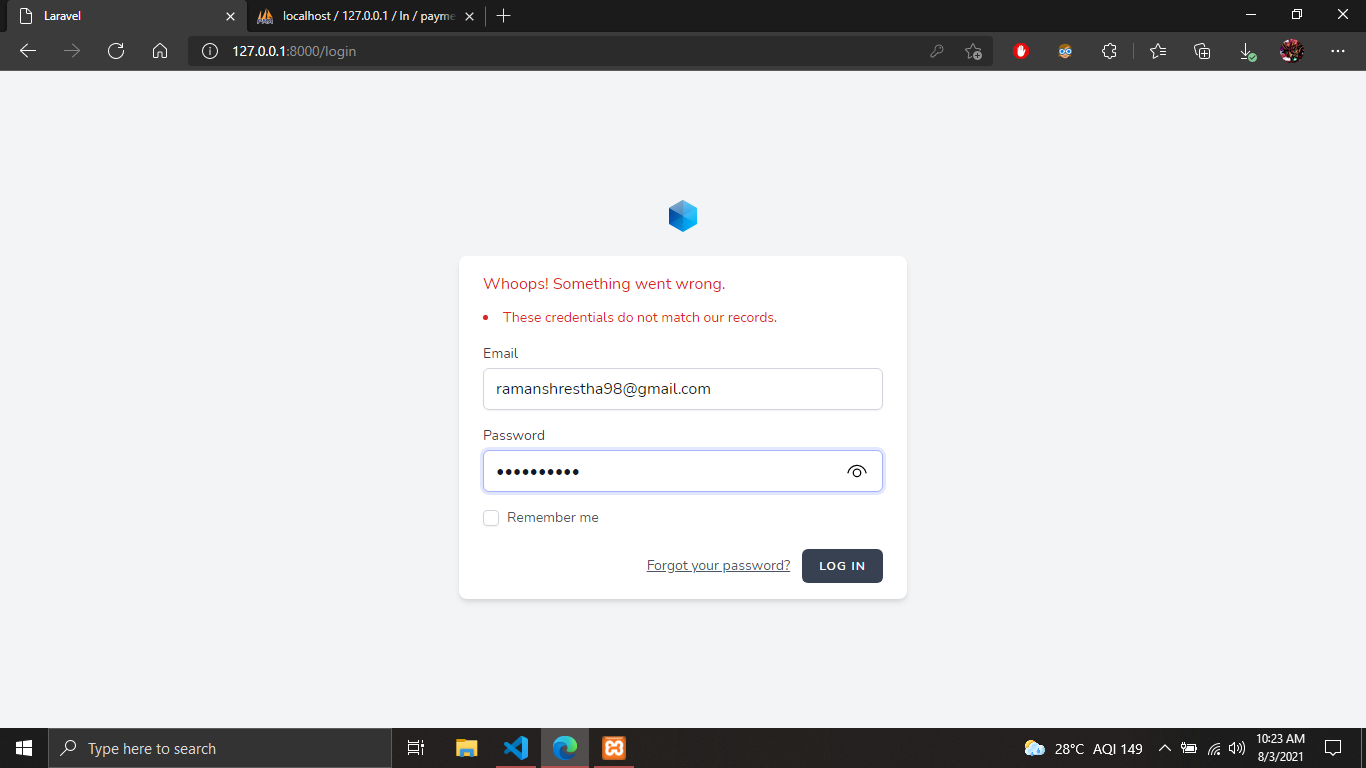 Laravel
localhost / 127.0.0.1 / ln / payme
127.0.0.1:8000/login
Whoops! Something went wrong.
These credentials do not match our records.
Email
ramanshrestha98@gmail.com
Password
Remember me
Forgot your password?
LOG IN
Type here to search
28°C AQI 149
10:23 AM
8/3/2021